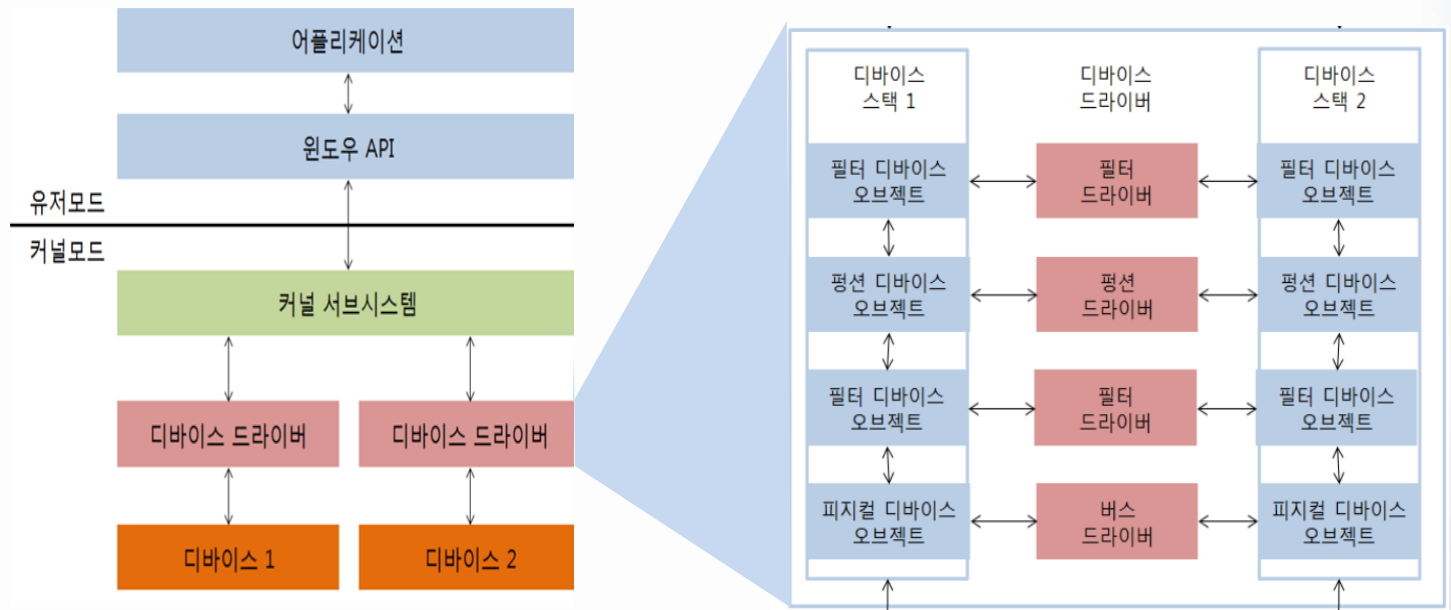 어플리케이션
윈도우 API
유저모드
커널모드
커널 서브시스템
디바이스 드라이버
디바이스 드라이버
디바이스 1
디바이스 2
디바이스
스택 1
디바이스
드라이버
디바이스
스택 2
필터 디바이스
오브젝트
필터
드라이버
필터 디바이스
오브젝트
펑션 디바이스
오브젝트
펑션
드라이버
펑션 디바이스
오브젝트
필터 디바이스
오브젝트
필터
드라이버
필터 디바이스
오브젝트
피지컬 디바이스
오브젝트
버스
드라이버
피지컬 디바이스
오브젝트